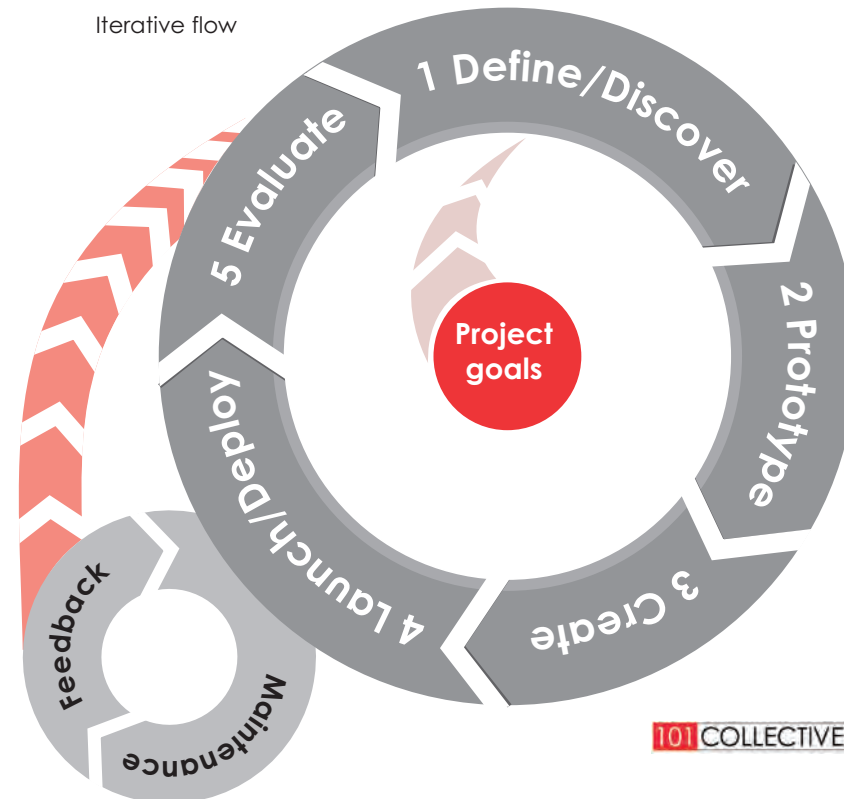 Iterative flow
1 Define/Discover
2 Prototype
3 Create
4 Launch/Deploy
5 Evaluate
Project
goals
Feedback
Maintenance
101 COLLECTIVE